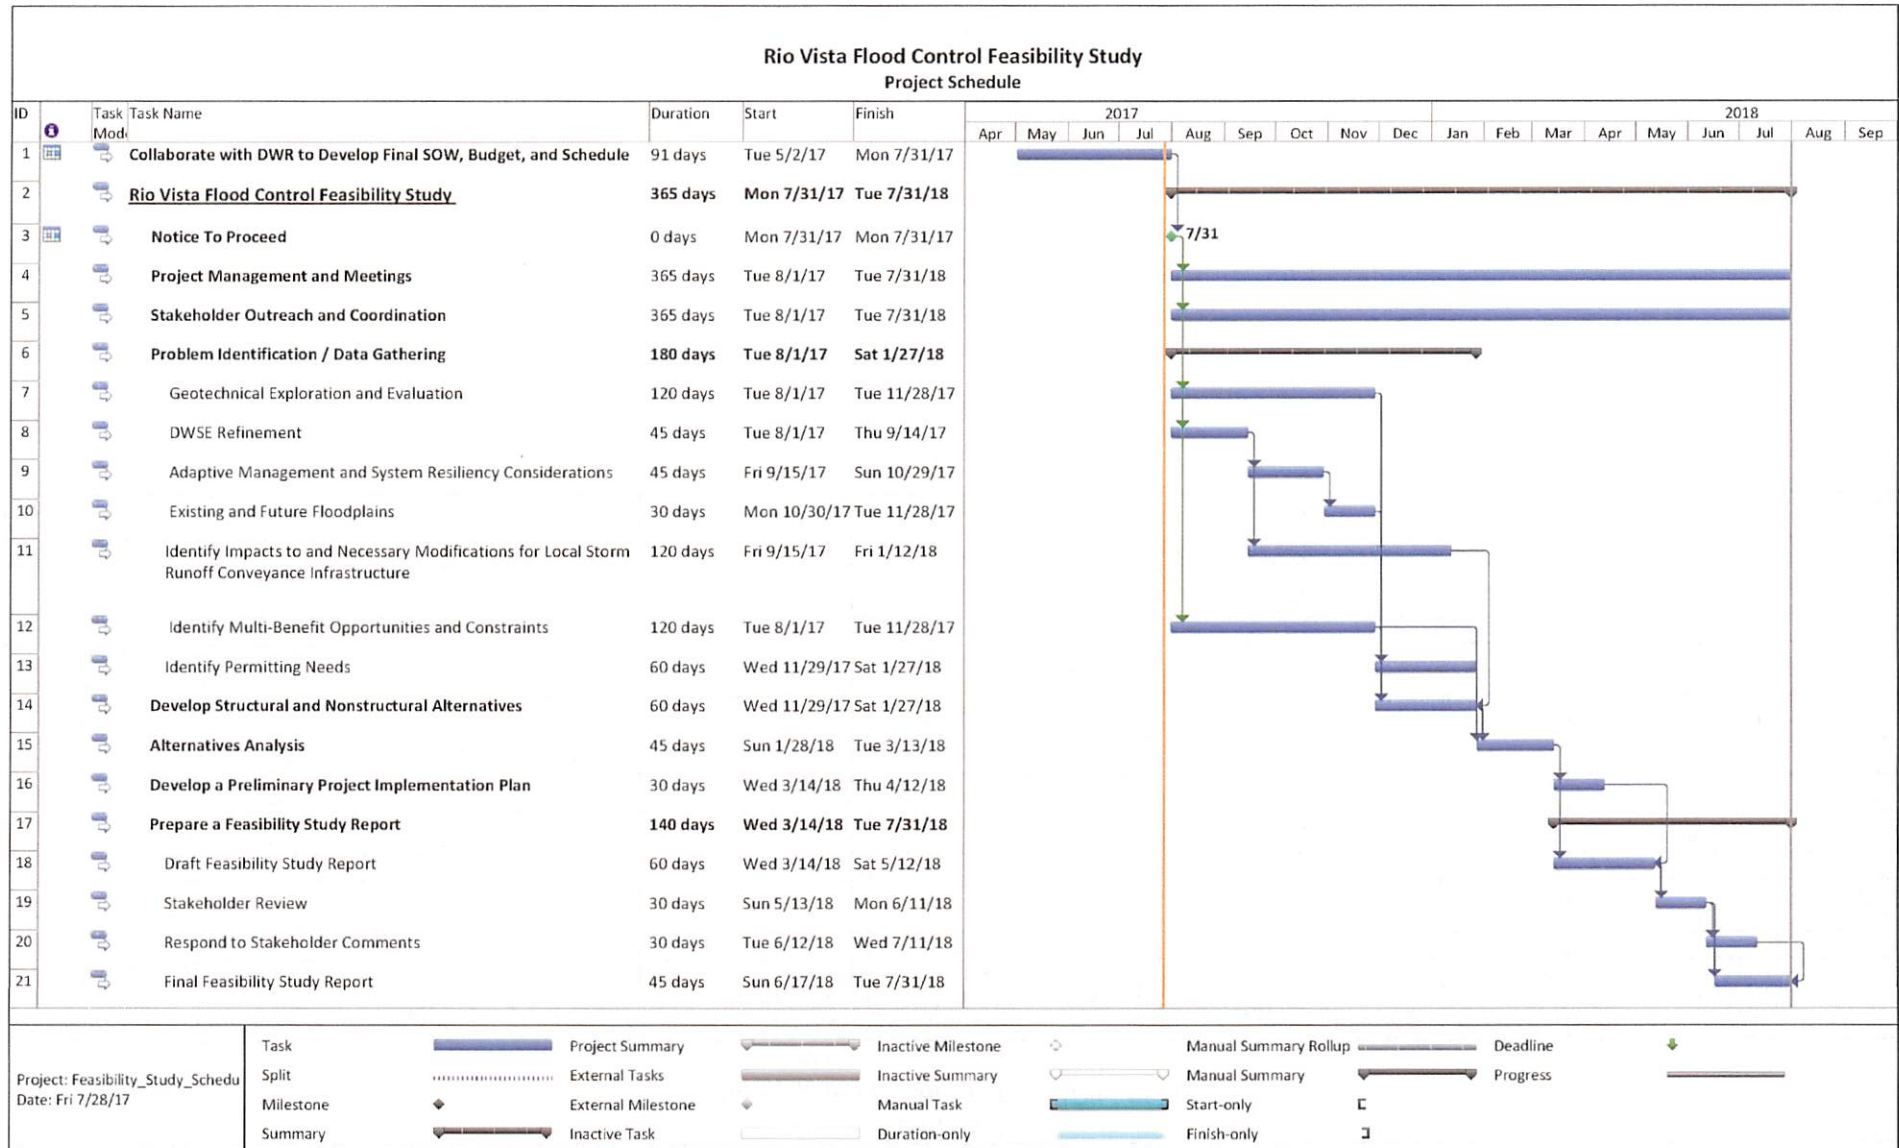 Rio Vista Flood Control Feasibility Study
Project Schedule
ID Task Mod Task Name Duration Start Finish 2017 2018
Apr May Jun Jul Aug Sep Oct Nov Dec Jan Feb Mar Apr May Jun Jul Aug Sep
1 Collaborate with DWR to Develop Final SOW, Budget, and Schedule 91 days Tue 5/2/17 Mon 7/31/17
2 Rio Vista Flood Control Feasibility Study 365 days Mon 7/31/17 Tue 7/31/18
3 Notice To Proceed 0 days Mon 7/31/17 Mon 7/31/17 7/31
4 Project Management and Meetings 365 days Tue 8/1/17 Tue 7/31/18
5 Stakeholder Outreach and Coordination 365 days Tue 8/1/17 Tue 7/31/18
6 Problem Identification / Data Gathering 180 days Tue 8/1/17 Sat 1/27/18
7 Geotechnical Exploration and Evaluation 120 days Tue 8/1/17 Tue 11/28/17
8 DWSE Refinement 45 days Tue 8/1/17 Thu 9/14/17
9 Adaptive Management and System Resiliency Considerations 45 days Fri 9/15/17 Sun 10/29/17
10 Existing and Future Floodplains 30 days Mon 10/30/17 Tue 11/28/17
11 Identify Impacts to and Necessary Modifications for Local Storm 120 days Fri 9/15/17 Fri 1/12/18
Runoff Conveyance Infrastructure
12 Identify Multi-Benefit Opportunities and Constraints 120 days Tue 8/1/17 Tue 11/28/17
13 Identify Permitting Needs 60 days Wed 11/29/17 Sat 1/27/18
14 Develop Structural and Nonstructural Alternatives 60 days Wed 11/29/17 Sat 1/27/18
15 Alternatives Analysis 45 days Sun 1/28/18 Tue 3/13/18
16 Develop a Preliminary Project Implementation Plan 30 days Wed 3/14/18 Thu 4/12/18
17 Prepare a Feasibility Study Report 140 days Wed 3/14/18 Tue 7/31/18
18 Draft Feasibility Study Report 60 days Wed 3/14/18 Sat 5/12/18
19 Stakeholder Review 30 days Sun 5/13/18 Mon 6/11/18
20 Respond to Stakeholder Comments 30 days Tue 6/12/18 Wed 7/11/18
21 Final Feasibility Study Report 45 days Sun 6/17/18 Tue 7/31/18
Project: Feasibility_Study_Schedu
Date: Fri 7/28/17
Task Project Summary Inactive Milestone Manual Summary Rollup Deadline
Split External Tasks Inactive Summary Manual Summary Progress
Milestone External Milestone Manual Task Start-only
Summary Inactive Task Duration-only Finish-only